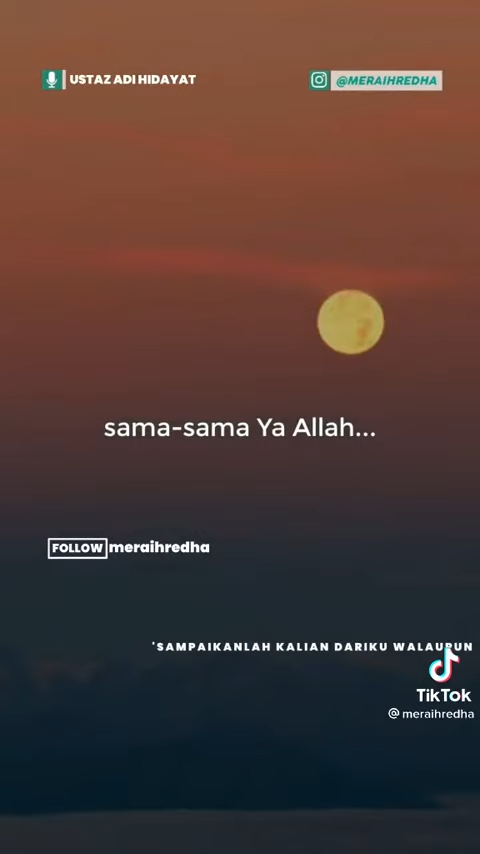 USTAZ ADI HIDAYAT
@MERAIHREDHA
sama-sama Ya Allah...
FOLLOW meraihredha
"SAMPAIKANLAH KALIAN DARIKU WALAUPUN
TikTok
@meraihredha